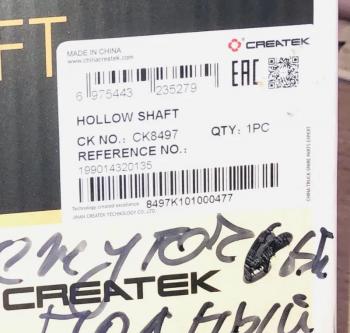 FT
MADE IN CHINA
www.chinacreatek.com
CREATEK
EAC
6 975443 235279
HOLLOW SHAFT
CK NO.: CK8497 QTY: 1PC
REFERENCE NO.:
199014320135
8497K101000477
Technology created excellence
JINAN CREATEK TECHNOLOGY CO., LTD.
CHINA TRUCK SPARE PARTS EXPERT
CREATEK